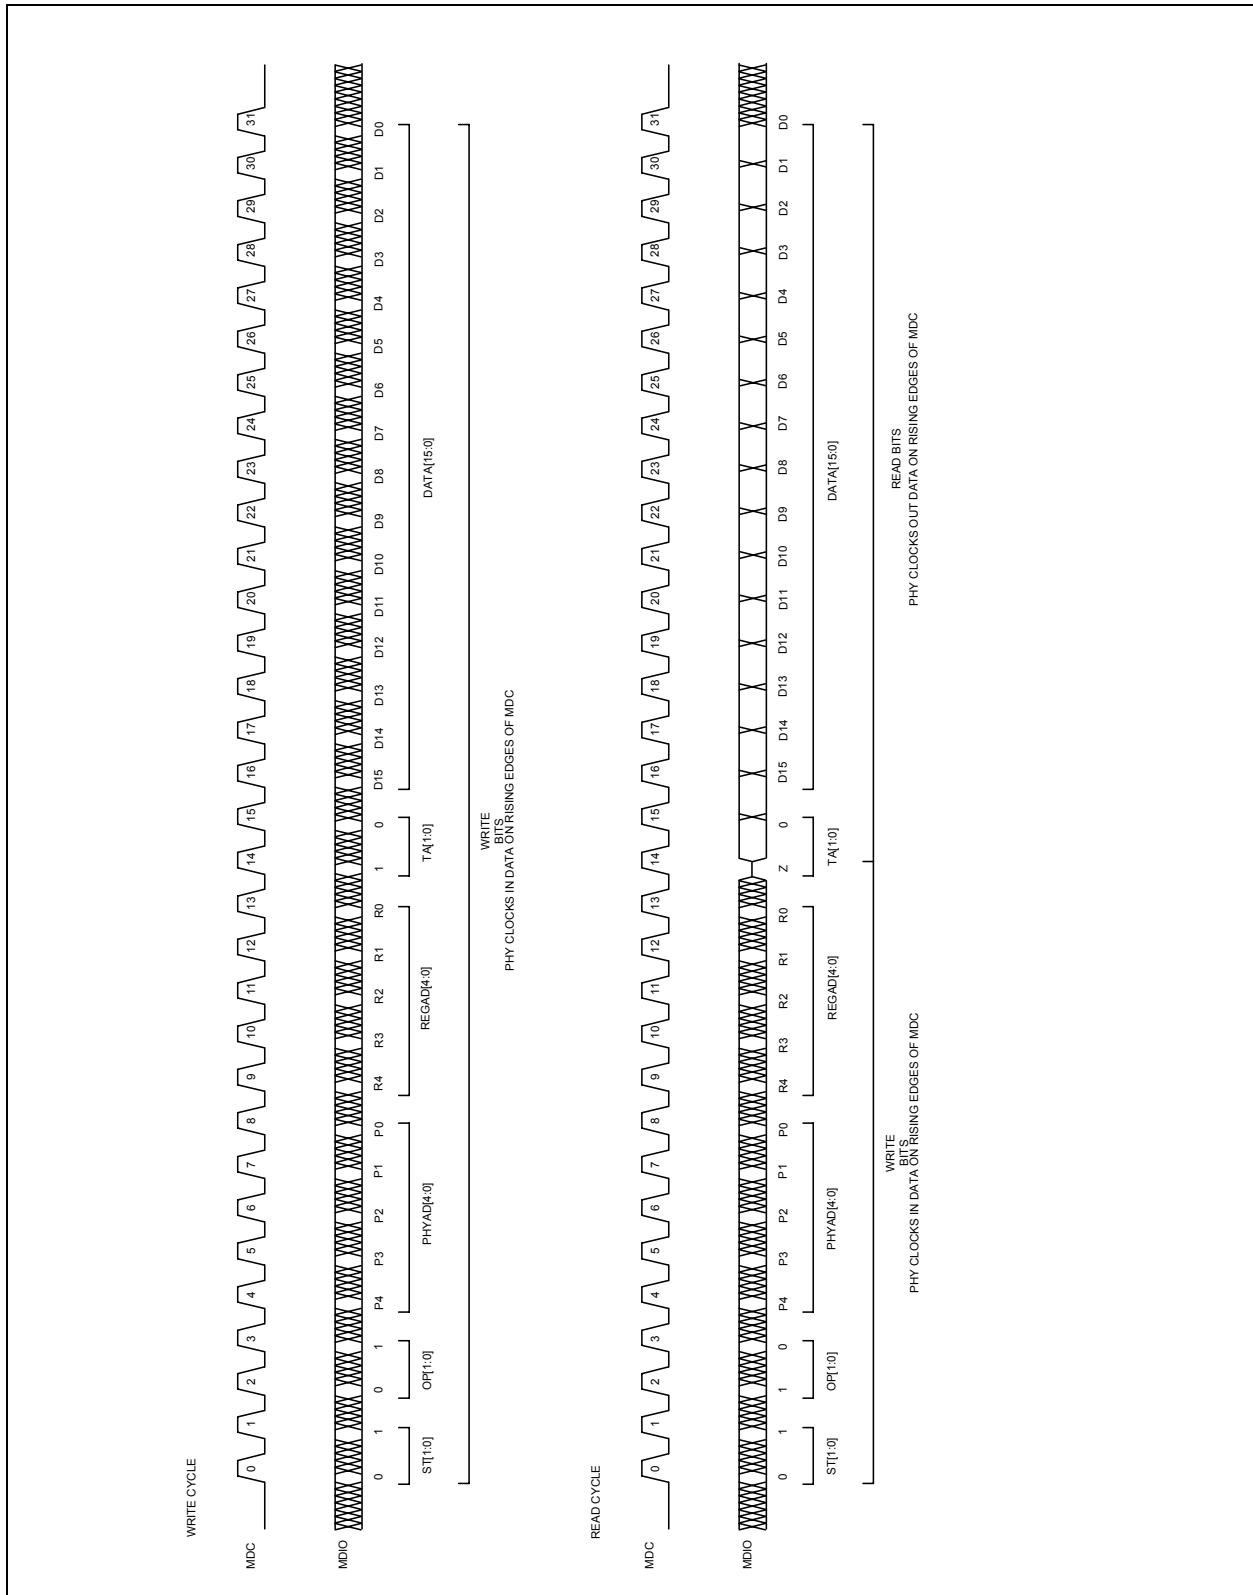 WRITE CYCLE
MDC
0 1 2 3 4 5 6 7 8 9 10 11 12 13 14 15 16 17 18 19 20 21 22 23 24 25 26 27 28 29 30 31
MDIO
0 1 0 1 P4 P3 P2 P1 P0 R4 R3 R2 R1 R0 1 0 D15 D14 D13 D12 D11 D10 D9 D8 D7 D6 D5 D4 D3 D2 D1 D0
ST[1:0] OP[1:0] PHYAD[4:0] REGAD[4:0] TA[1:0] DATA[15:0]
WRITE
BITS
PHY CLOCKS IN DATA ON RISING EDGES OF MDC
READ CYCLE
MDC
0 1 2 3 4 5 6 7 8 9 10 11 12 13 14 15 16 17 18 19 20 21 22 23 24 25 26 27 28 29 30 31
MDIO
0 1 1 0 P4 P3 P2 P1 P0 R4 R3 R2 R1 R0 Z 0 D15 D14 D13 D12 D11 D10 D9 D8 D7 D6 D5 D4 D3 D2 D1 D0
ST[1:0] OP[1:0] PHYAD[4:0] REGAD[4:0] TA[1:0] DATA[15:0]
WRITE
BITS
PHY CLOCKS IN DATA ON RISING EDGES OF MDC
READ BITS
PHY CLOCKS OUT DATA ON RISING EDGES OF MDC